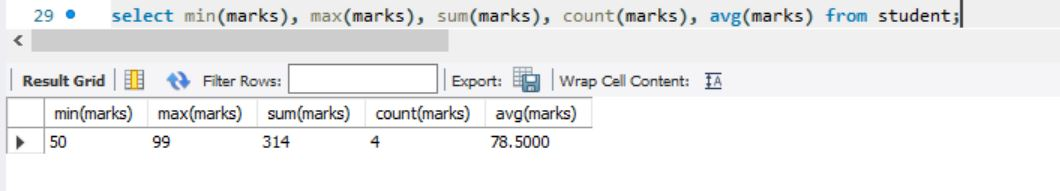 29 select min(marks), max(marks), sum(marks), count(marks), avg(marks) from student;
Result Grid Filter Rows: Export: Wrap Cell Content: IA
min(marks) max(marks) sum(marks) count(marks) avg(marks)
50 99 314 4 78.5000